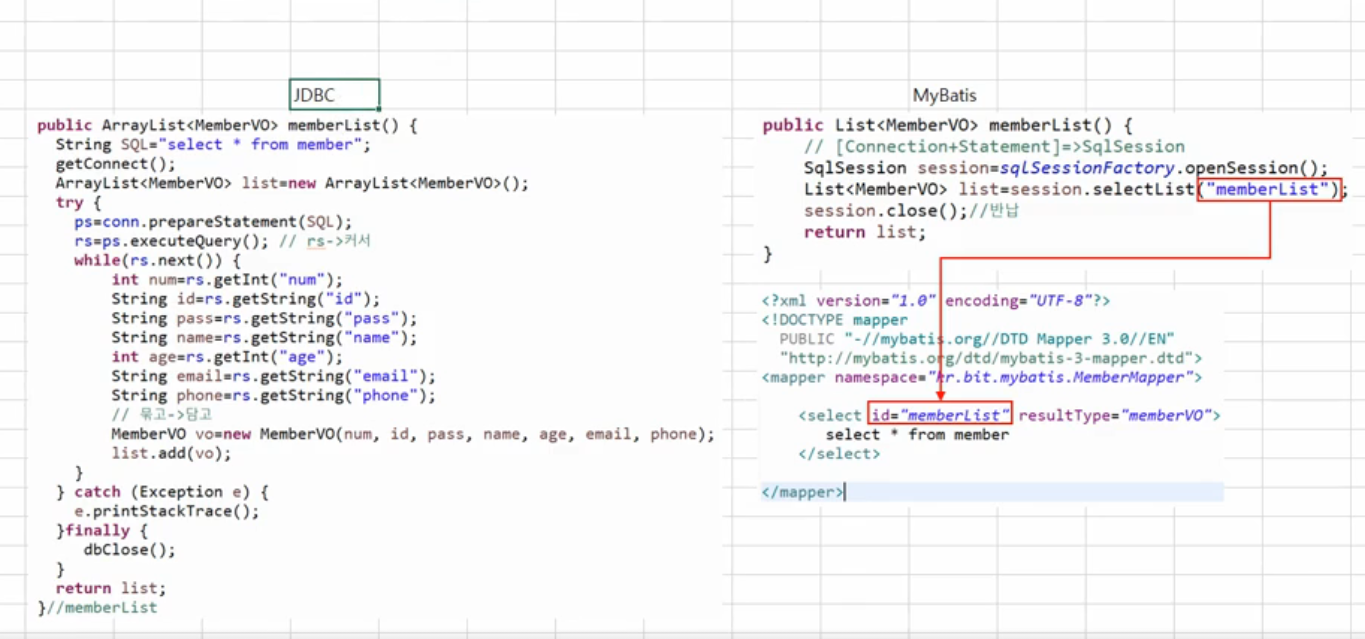 JDBC
public ArrayList<MemberVO> memberList() {
String SQL="select * from member";
getConnect();
ArrayList<MemberVO> list=new ArrayList<MemberVO>();
try {
ps=conn.prepareStatement(SQL);
rs=ps.executeQuery(); // rs->커서
while(rs.next()) {
int num=rs.getInt("num");
String id=rs.getString("id");
String pass=rs.getString("pass");
String name=rs.getString("name");
int age=rs.getInt("age");
String email=rs.getString("email");
String phone=rs.getString("phone");
// 묶고->담고
MemberVO vo=new MemberVO(num, id, pass, name, age, email, phone);
list.add(vo);
}
} catch (Exception e) {
e.printStackTrace();
}finally {
dbClose();
}
return list;
}//memberList
MyBatis
public List<MemberVO> memberList() {
// [Connection+Statement]=>SqlSession
SqlSession session=sqlSessionFactory.openSession();
List<MemberVO> list=session.selectList("memberList");
session.close();//반납
return list;
}
<?xml version="1.0" encoding="UTF-8"?>
<!DOCTYPE mapper
PUBLIC "-//mybatis.org//DTD Mapper 3.0//EN"
"http://mybatis.org/dtd/mybatis-3-mapper.dtd">
<mapper namespace="kr.bit.mybatis.MemberMapper">
<select id="memberList" resultType="memberVO">
select * from member
</select>
</mapper>